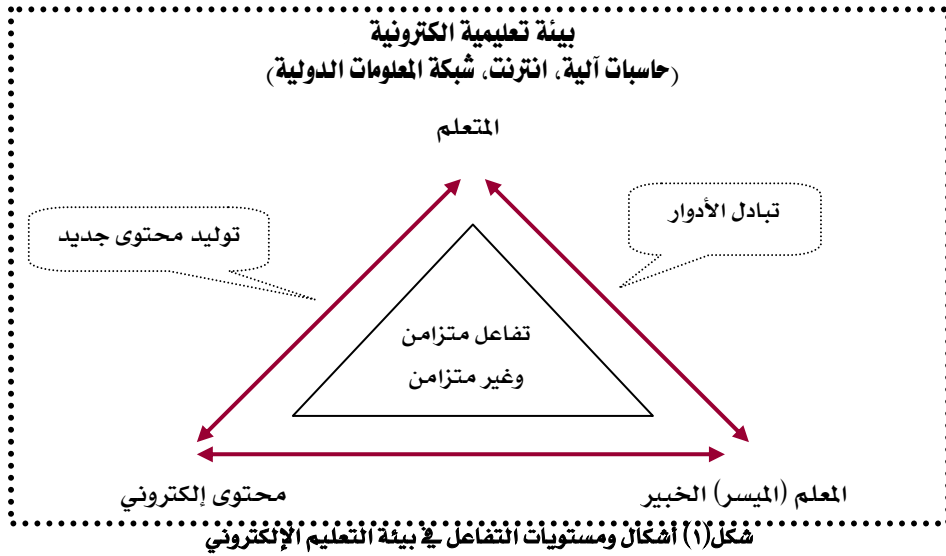 بيئة تعليمية الكترونية
(حاسبات آلية، انترنت، شبكة المعلومات الدولية)
المتعلم
تبادل الأدوار
توليد محتوى جديد
تفاعل متزامن
وغير متزامن
المعلم (الميسر) الخبير
محتوى إلكتروني
شكل(١) أشكال ومستويات التفاعل في بيئة التعليم الإلكتروني